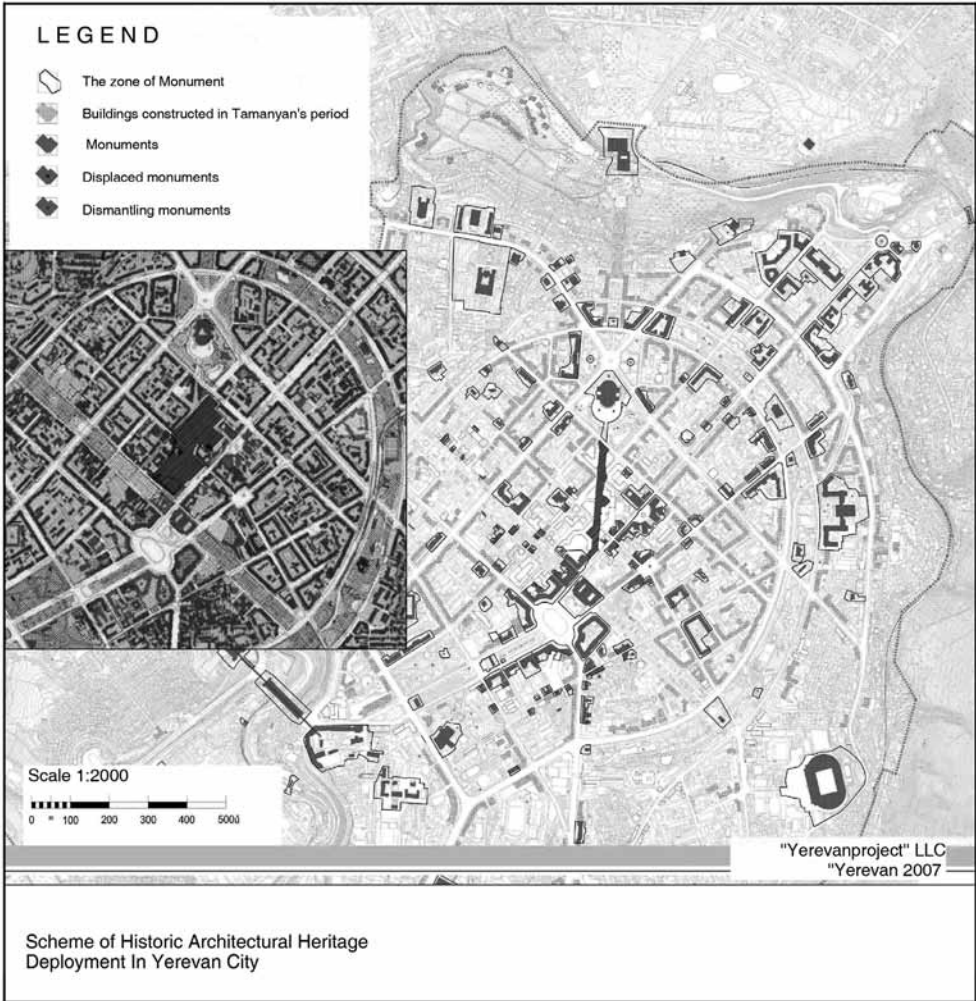 LEGEND
The zone of Monument
Buildings constructed in Tamanyan's period
Monuments
Displaced monuments
Dismantling monuments
Scale 1:2000
0 100 200 300 400 500
"Yerevanproject" LLC
"Yerevan 2007
Scheme of Historic Architectural Heritage
Deployment In Yerevan City